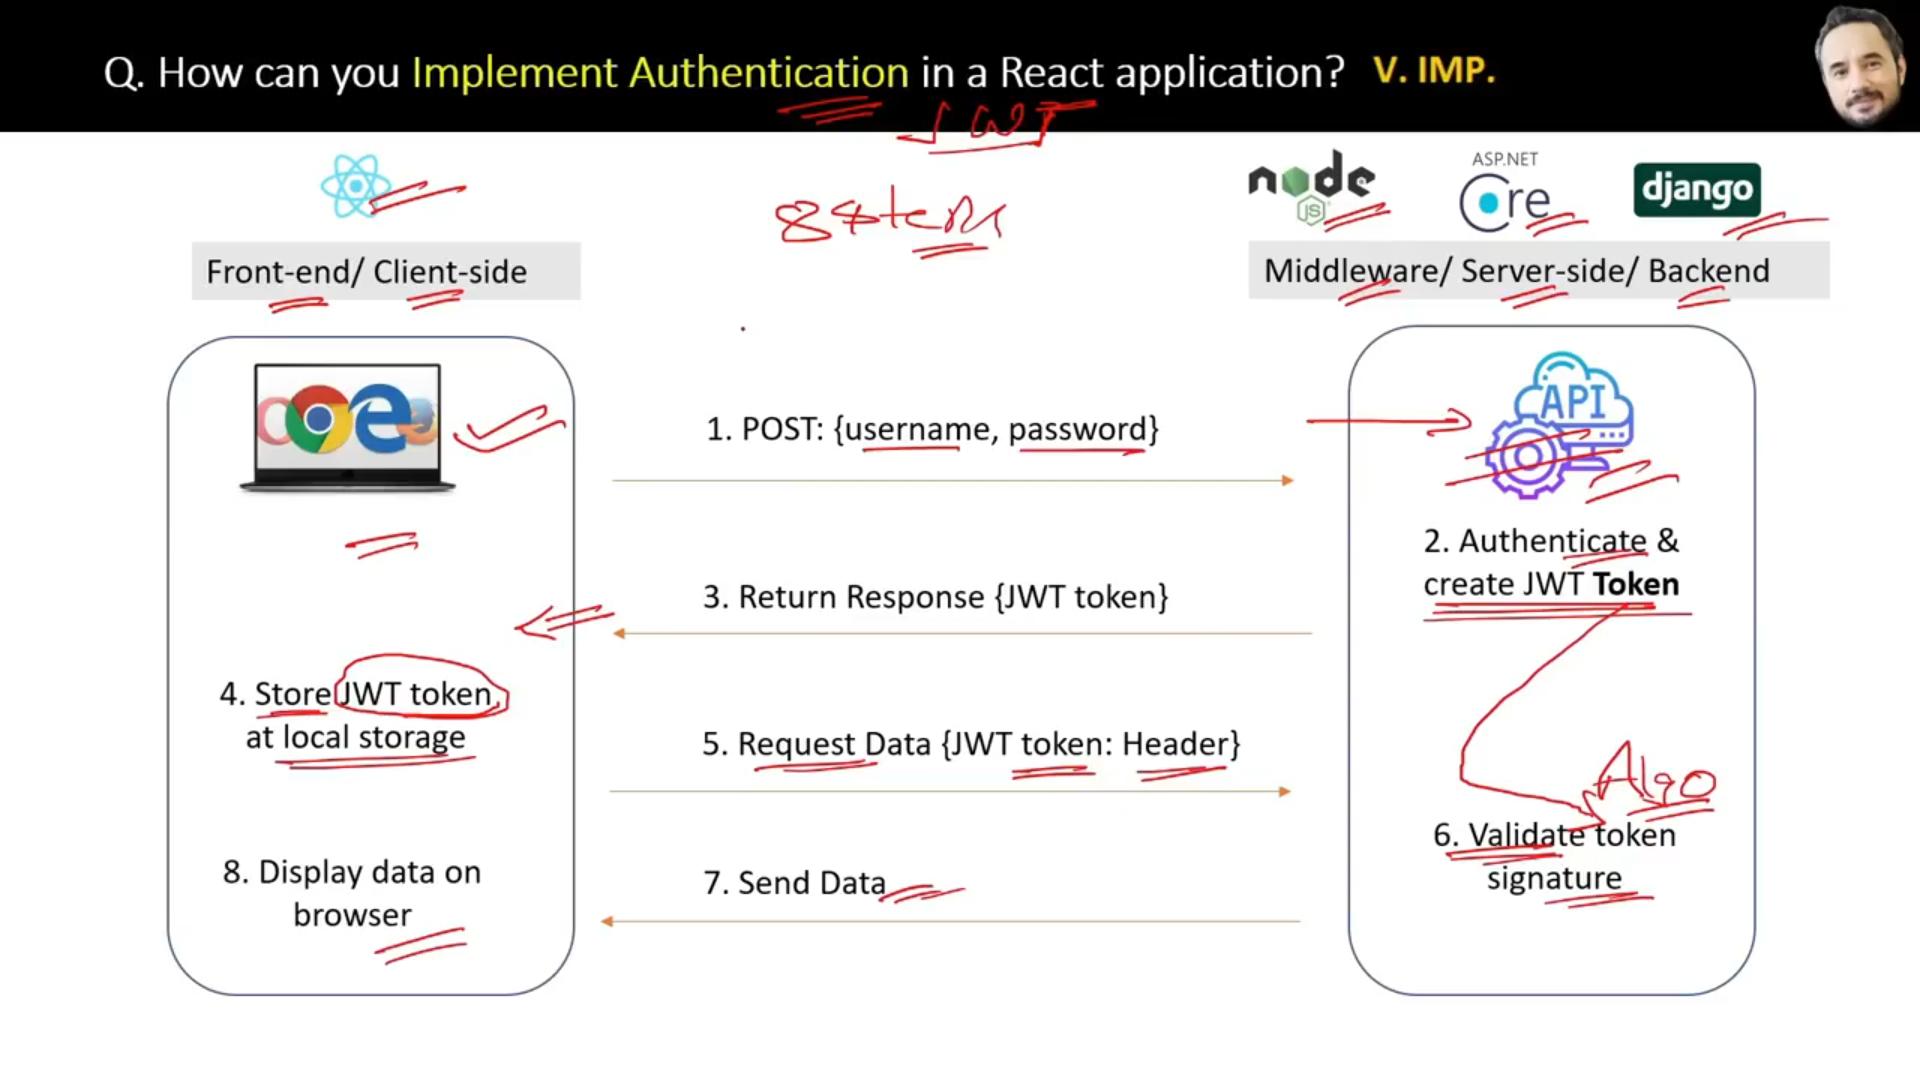 Q. How can you Implement Authentication in a React application? V. IMP.
JWT
8 steps
node
JS
ASP.NET
Core
django
Front-end/ Client-side
Middleware/ Server-side/ Backend
API
1. POST: {username, password}
2. Authenticate &
create JWT Token
3. Return Response {JWT token}
4. Store JWT token,
at local storage
5. Request Data {JWT token: Header}
Algo
6. Validate token
signature
7. Send Data
8. Display data on
browser